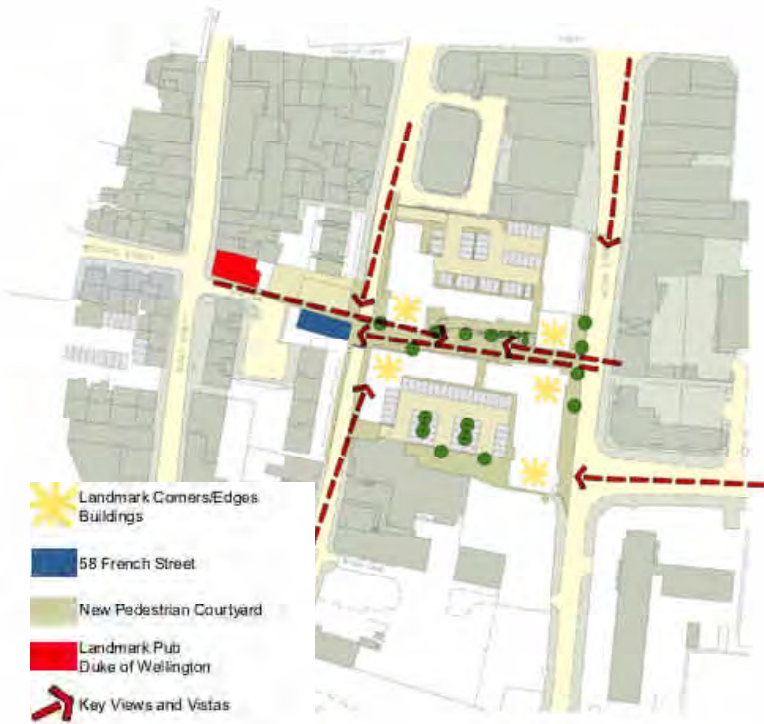 Landmark Corners/Edges
Buildings
58 French Street
New Pedestrian Courtyard
Landmark Pub
Duke of Wellington
Key Views and Vistas